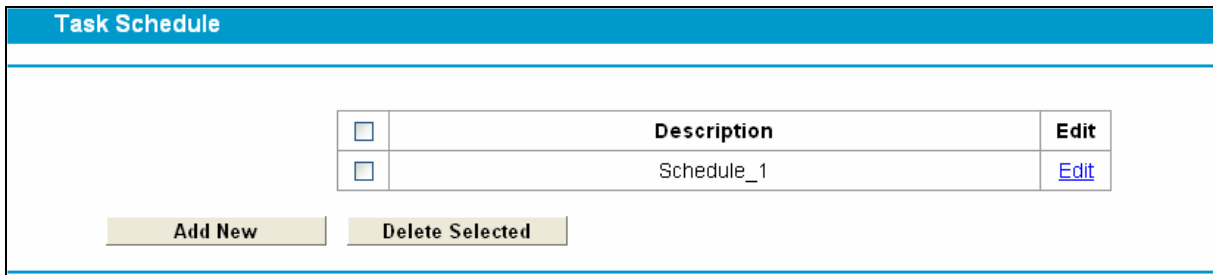 Task Schedule
Description Edit
Schedule_1 Edit
Add New Delete Selected